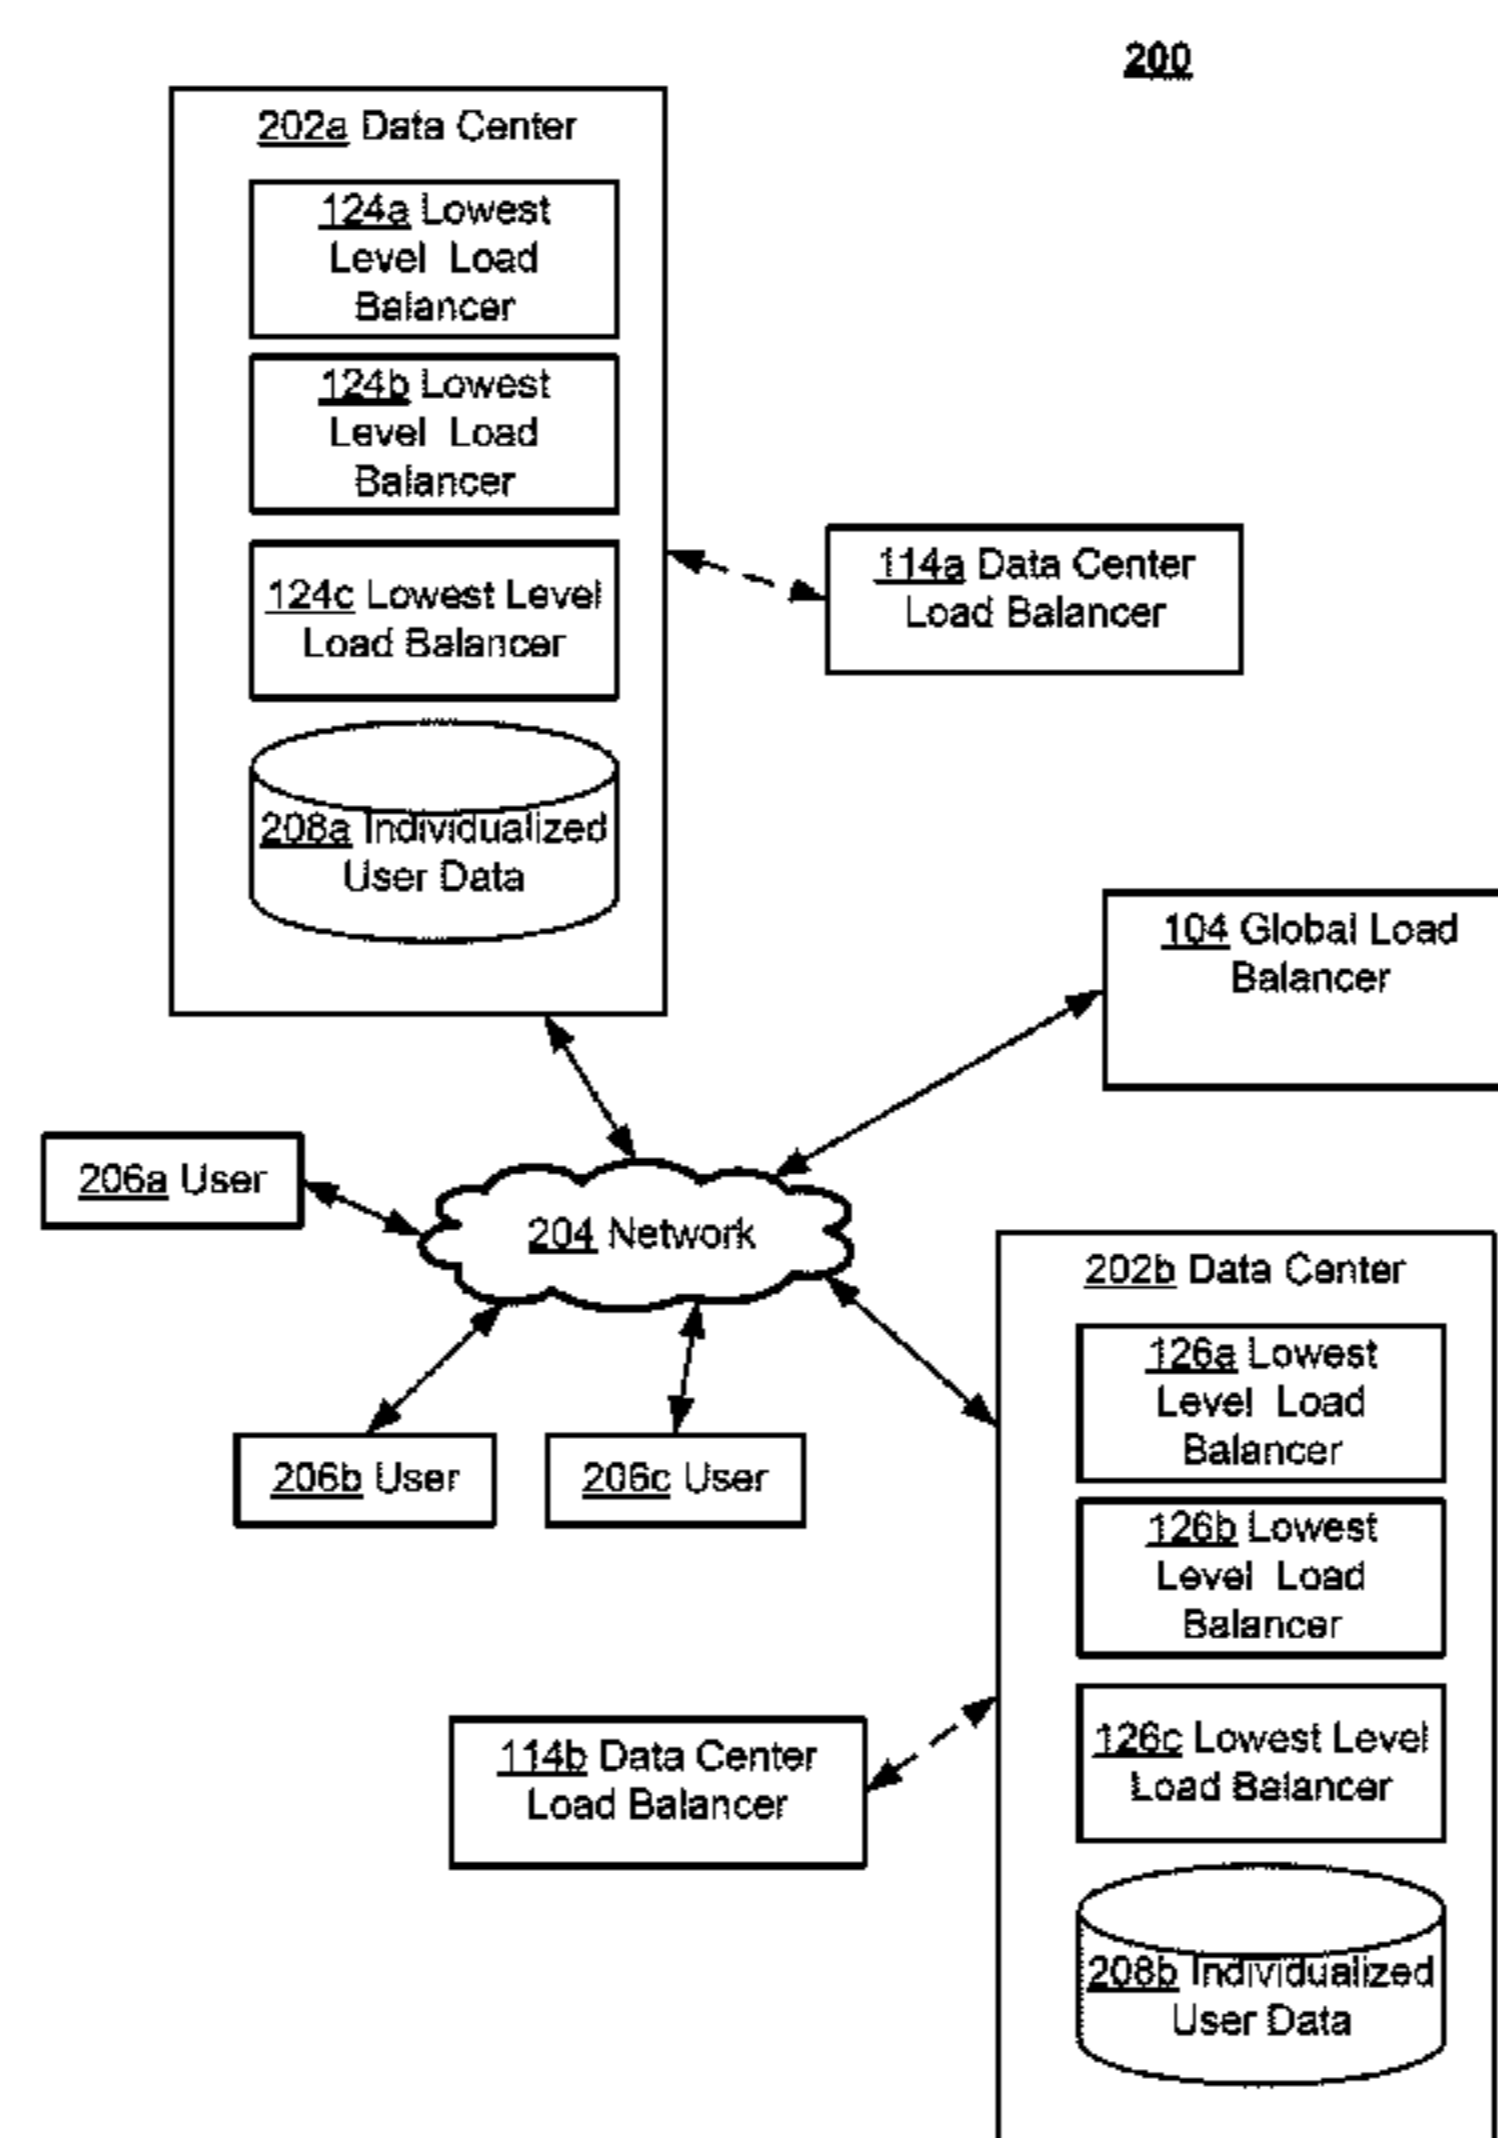 200
202a Data Center
124a Lowest
Level Load
Balancer
124b Lowest
Level Load
Balancer
124c Lowest Level
Load Balancer
208a Individualized
User Data
114a Data Center
Load Balancer
104 Global Load
Balancer
206a User
204 Network
206b User
206c User
202b Data Center
126a Lowest
Level Load
Balancer
126b Lowest
Level Load
Balancer
126c Lowest Level
Load Balancer
208b Individualized
User Data
114b Data Center
Load Balancer